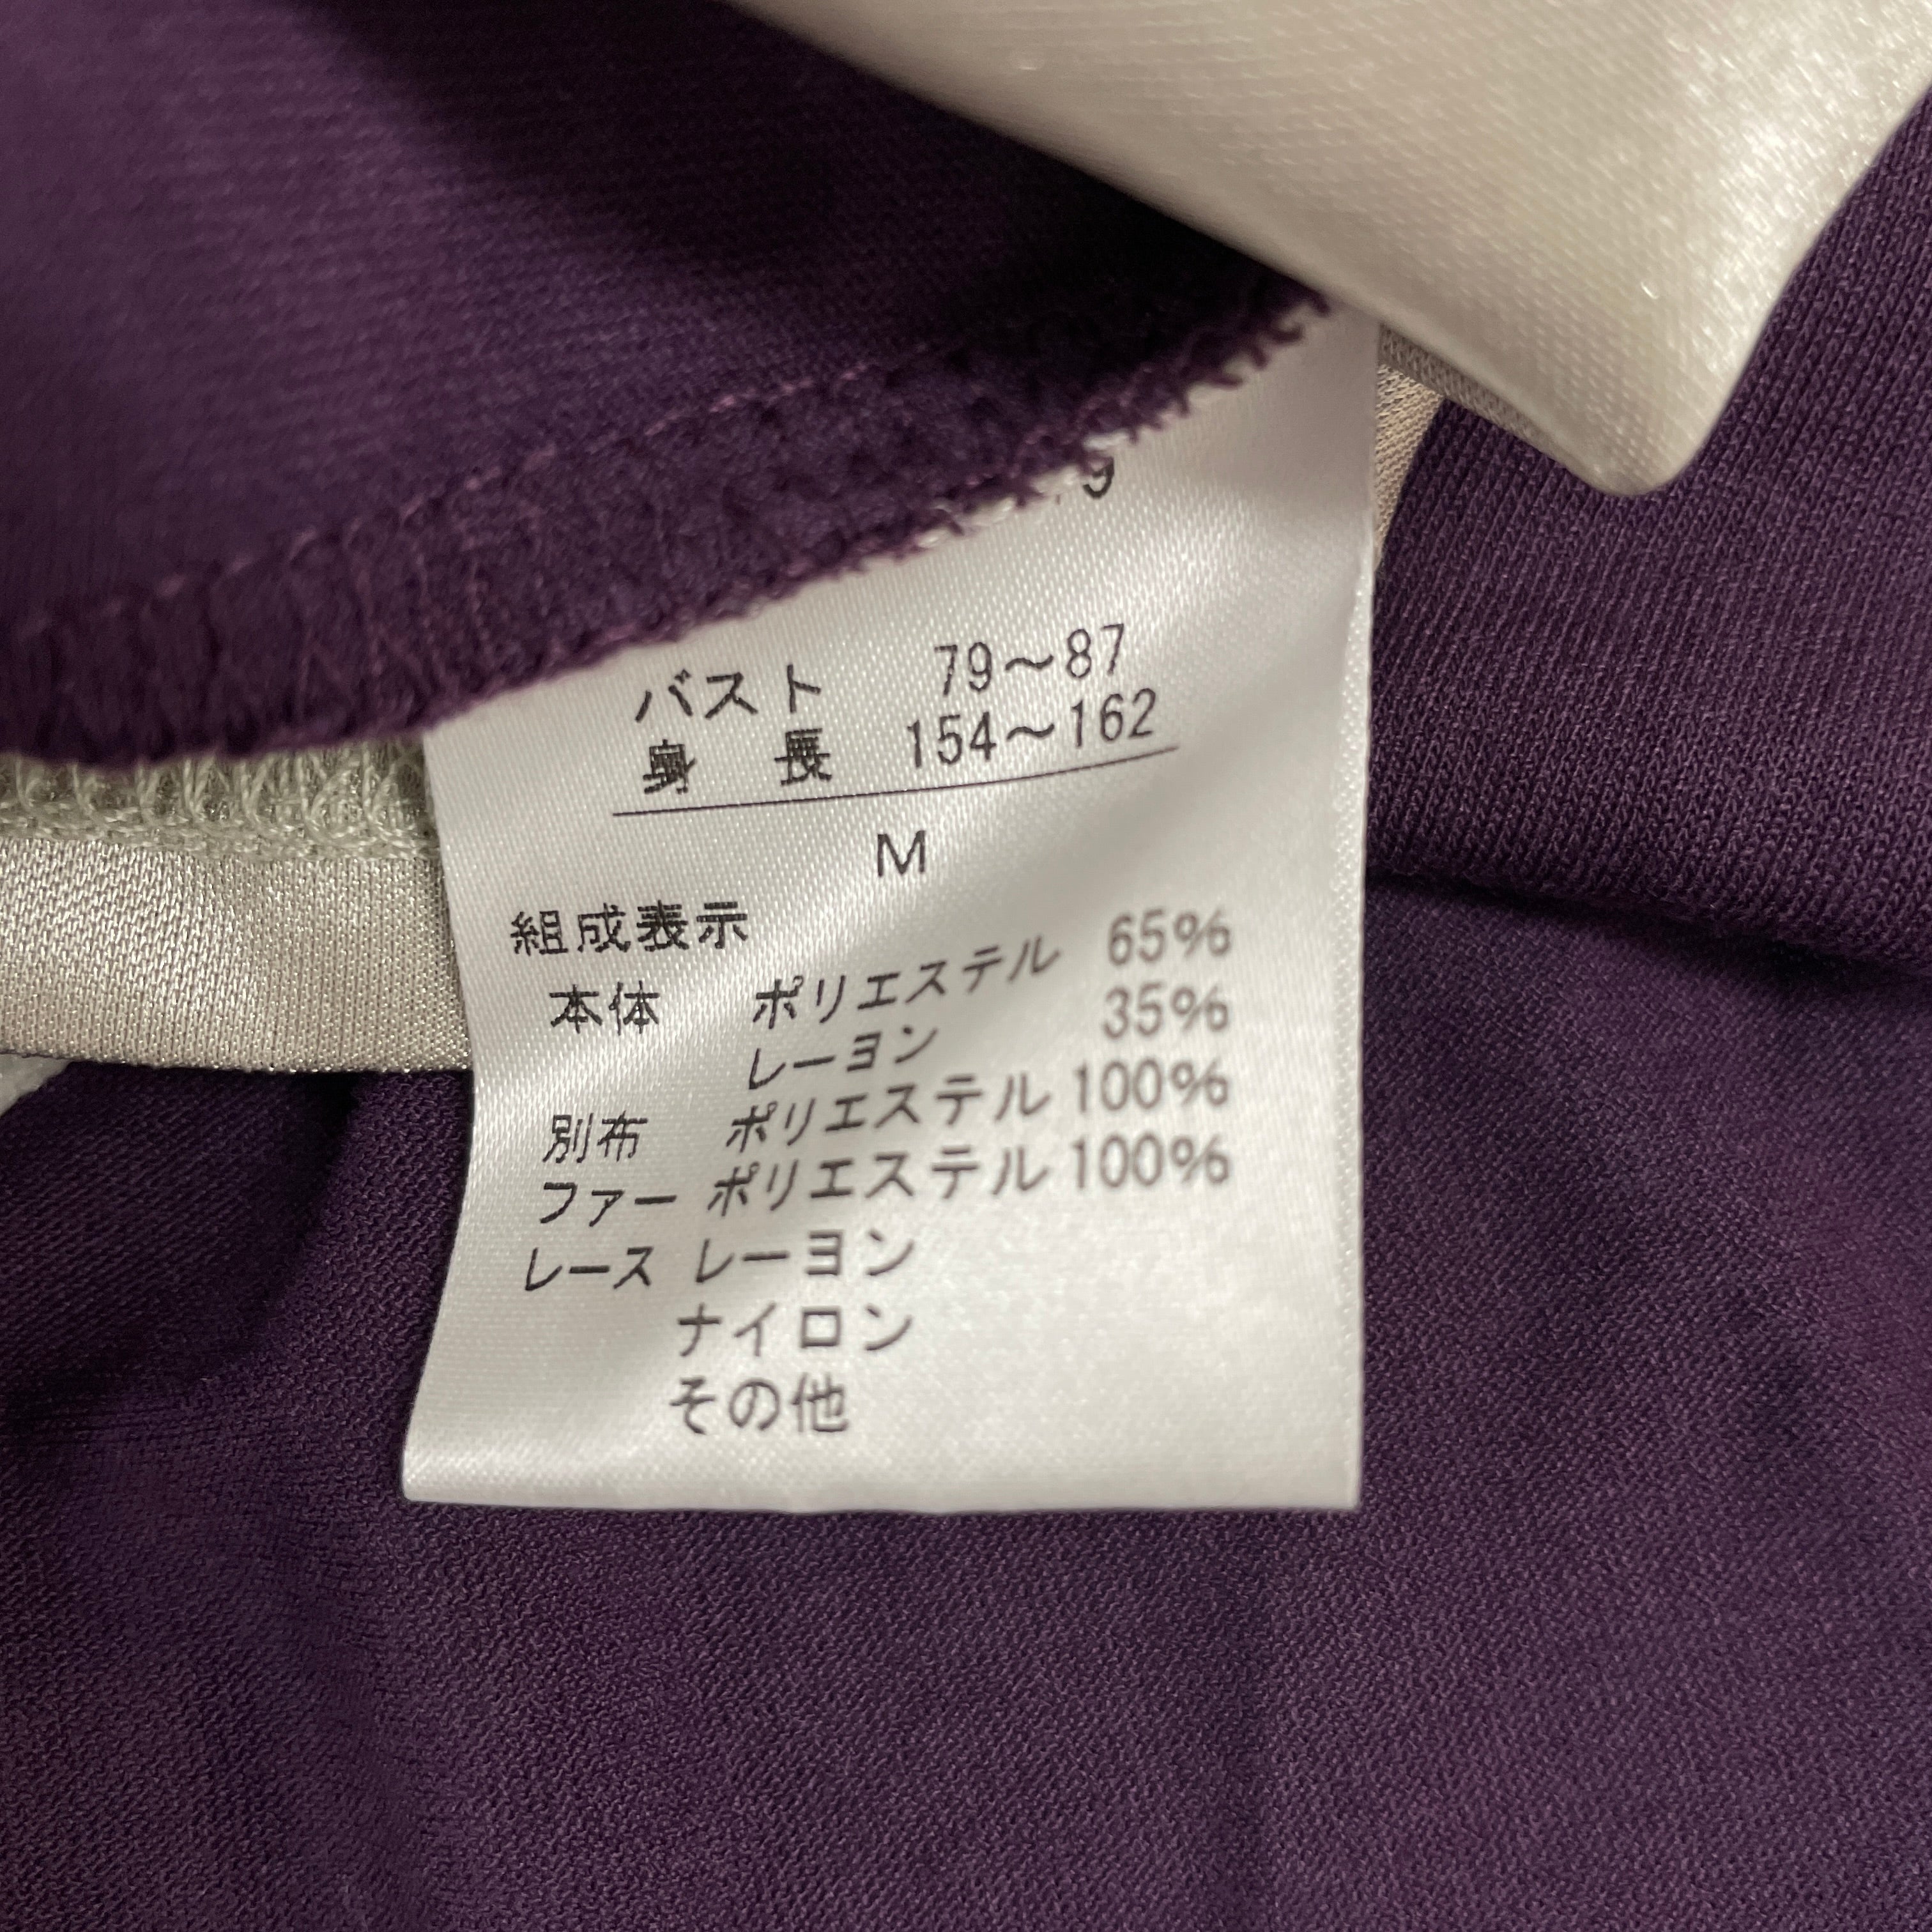 9
バスト 79～87
身 長 154～162
M
組成表示
本体 ポリエステル 65%
レーヨン 35%
別布 ポリエステル 100%
ファー ポリエステル 100%
レース レーヨン
ナイロン
その他